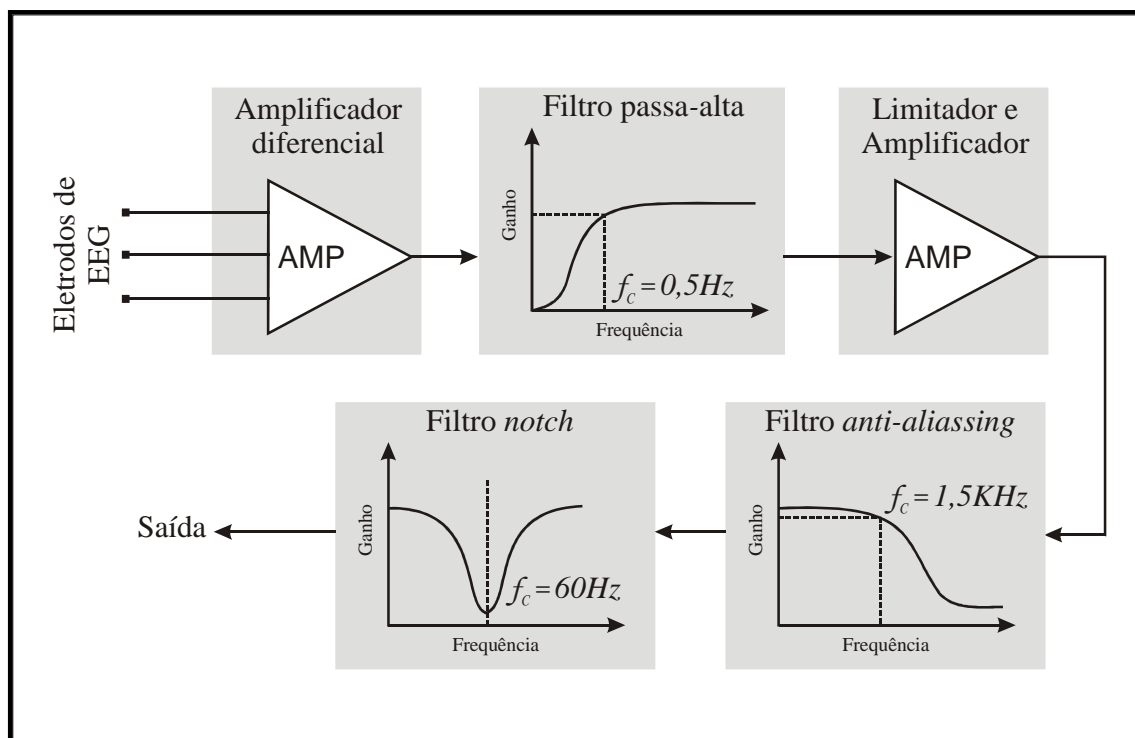 Amplificador
diferencial
Eletrodos de
EEG
AMP
Filtro passa-alta
Ganho
f_C = 0,5Hz
Frequência
Limitador e
Amplificador
AMP
Filtro anti-aliassing
Ganho
f_C = 1,5KHz
Frequência
Filtro notch
Ganho
f_C = 60Hz
Frequência
Saída